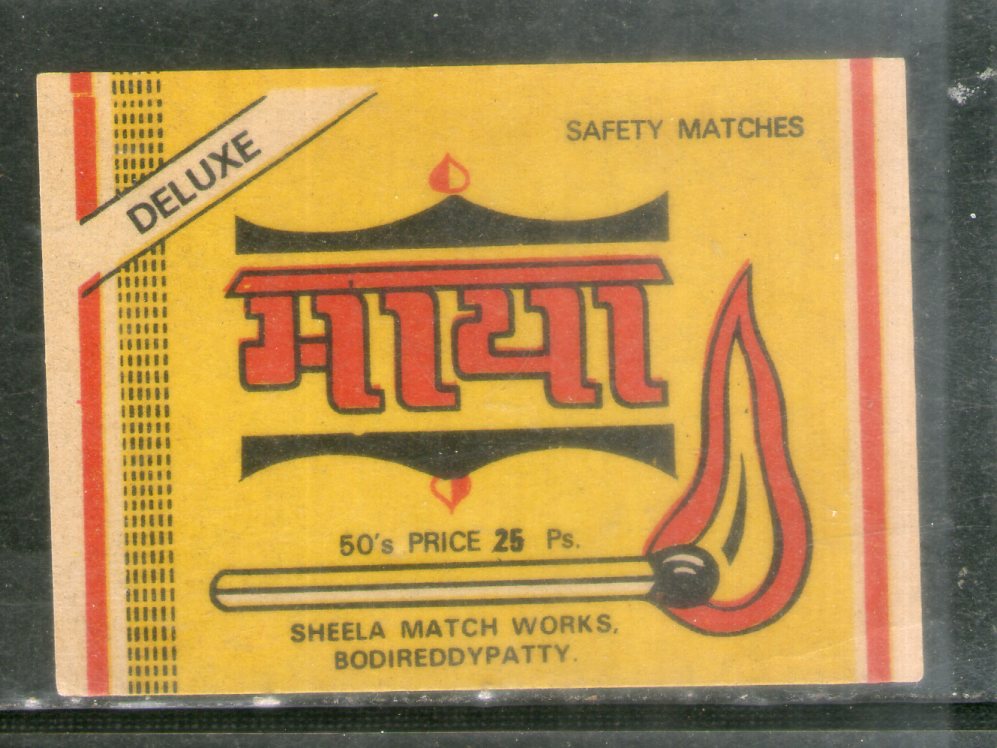 DELUXE
SAFETY MATCHES
माया
50's PRICE 25 Ps.
SHEELA MATCH WORKS,
BODIREDDYPATTY.